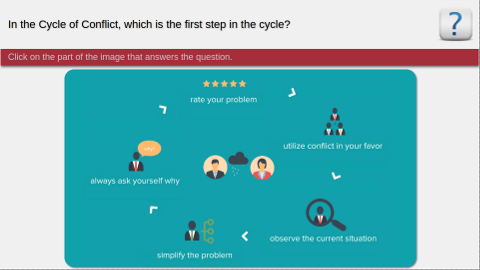 In the Cycle of Conflict, which is the first step in the cycle?
?
Click on the part of the image that answers the question.
rate your problem
utilize conflict in your favor
why?
always ask yourself why
observe the current situation
simplify the problem